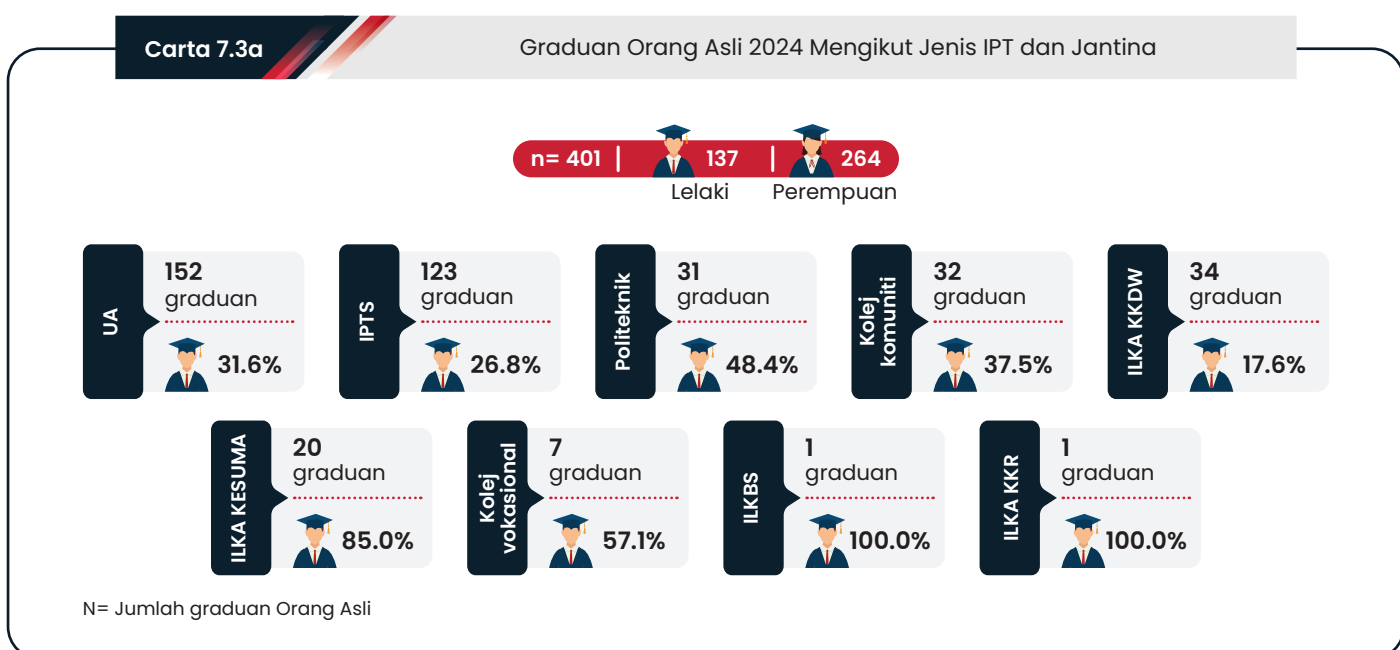 Carta 7.3a
Graduan Orang Asli 2024 Mengikut Jenis IPT dan Jantina
n= 401 | 137 | 264
Lelaki Perempuan
UA
152
graduan
31.6%
IPTS
123
graduan
26.8%
Politeknik
31
graduan
48.4%
Kolej
komuniti
32
graduan
37.5%
ILKA KKDW
34
graduan
17.6%
ILKA KESUMA
20
graduan
85.0%
Kolej
vokasional
7
graduan
57.1%
ILKBS
1
graduan
100.0%
ILKA KKR
1
graduan
100.0%
N= Jumlah graduan Orang Asli